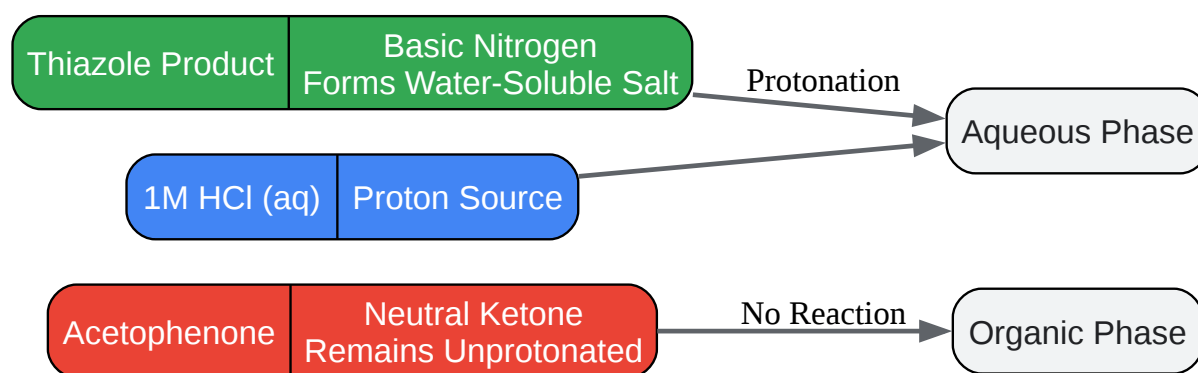 Thiazole Product
Basic Nitrogen
Forms Water-Soluble Salt
Protonation
Aqueous Phase
1M HCl (aq)
Proton Source
Acetophenone
Neutral Ketone
Remains Unprotonated
No Reaction
Organic Phase